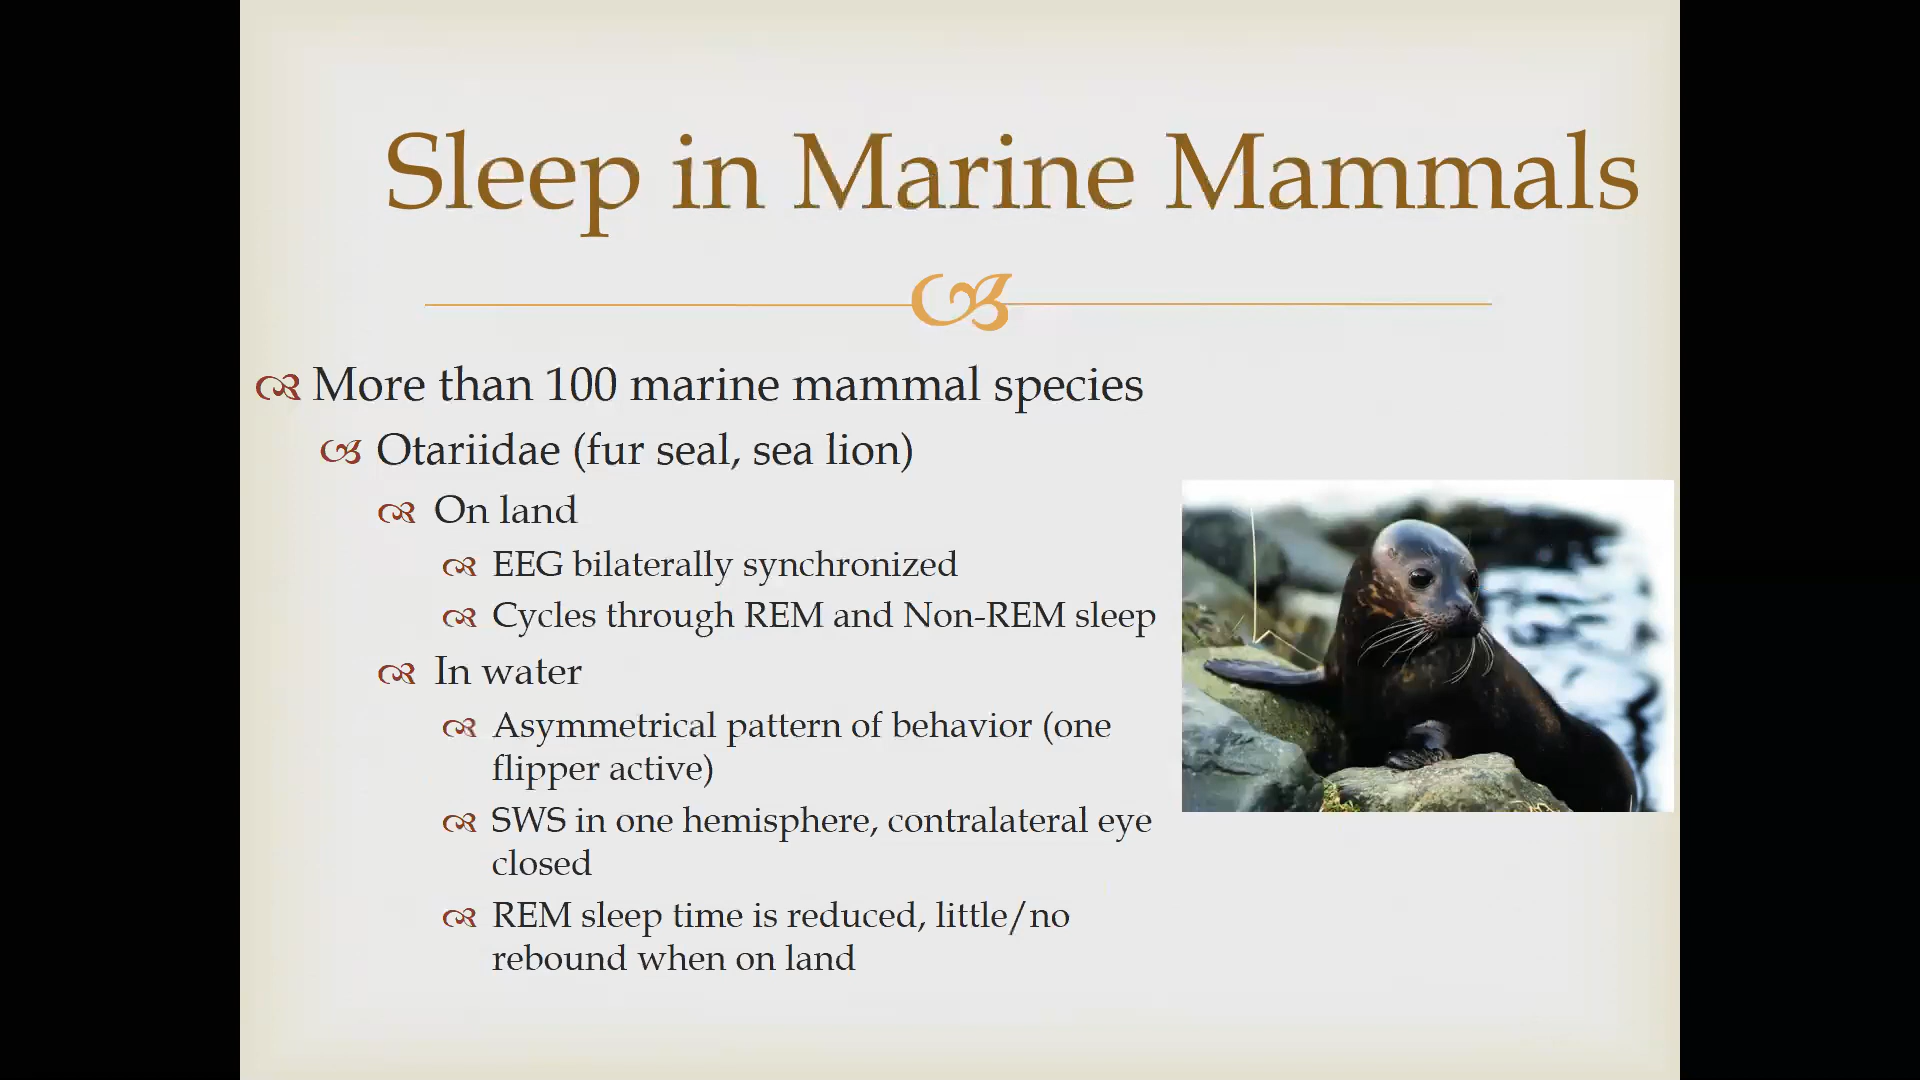 Sleep in Marine Mammals
More than 100 marine mammal species
Otariidae (fur seal, sea lion)
On land
EEG bilaterally synchronized
Cycles through REM and Non-REM sleep
In water
Asymmetrical pattern of behavior (one
flipper active)
SWS in one hemisphere, contralateral eye
closed
REM sleep time is reduced, little/no
rebound when on land